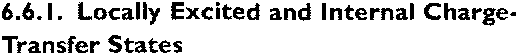 6.6.1. Locally Excited and Internal Charge-
Transfer States